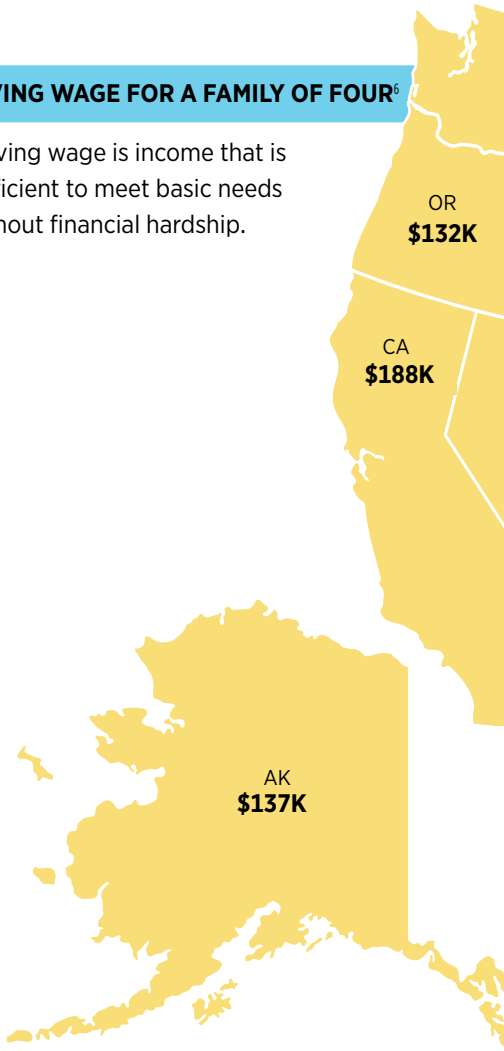 VING WAGE FOR A FAMILY OF FOUR6
ving wage is income that is
ficient to meet basic needs
hout financial hardship.
OR
$132K
CA
$188K
AK
$137K